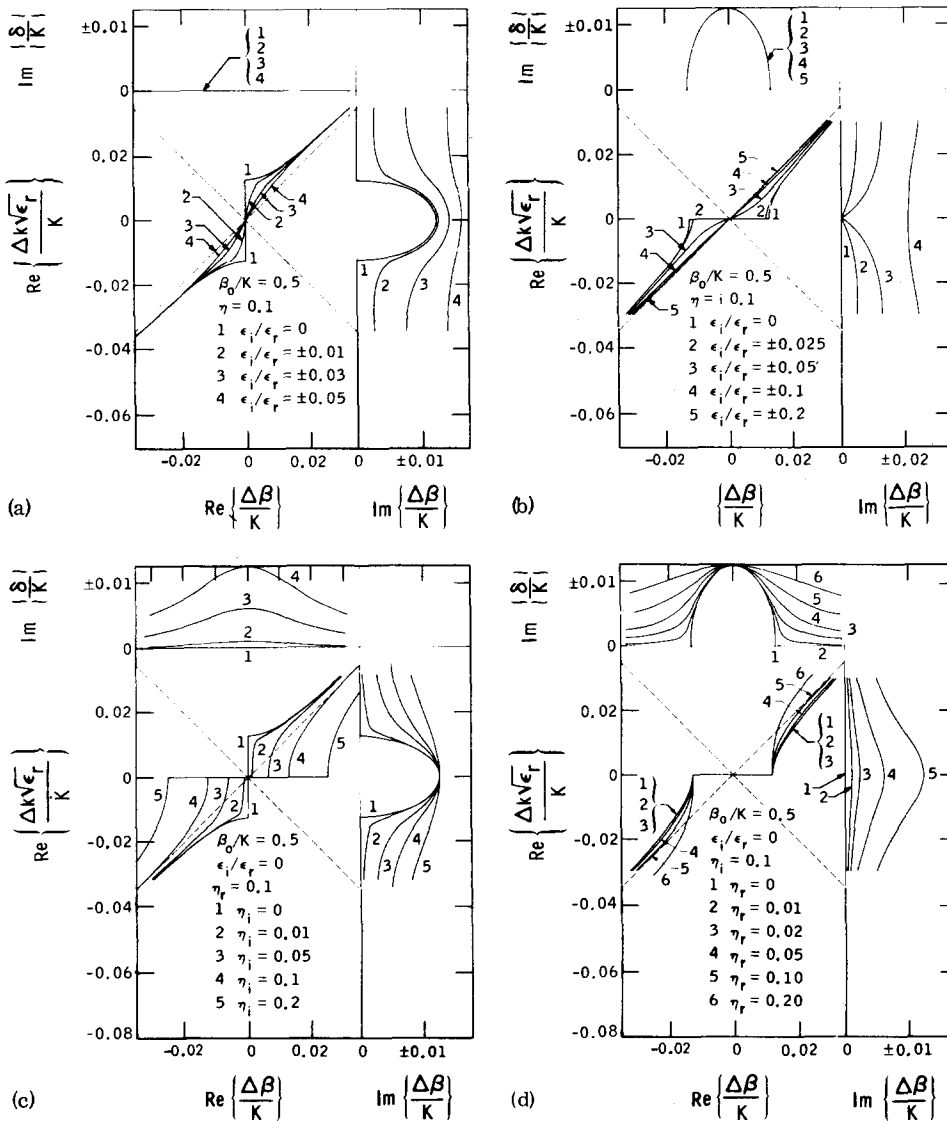 ±0.01
Im {δ/K}
0
1
2
3
4
0.02
0
-0.02
-0.04
-0.06
Re {Δk√εr/K}
1
2
3
4
4
3
2
1
1
2
3
4
β₀/K = 0.5
η = 0.1
1 εi/εr = 0
2 εi/εr = ±0.01
3 εi/εr = ±0.03
4 εi/εr = ±0.05
-0.02 0 0.02 0 ±0.01
(a) Re {Δβ/K} Im {Δβ/K}
±0.01
Im {δ/K}
0
1
2
3
4
5
0.02
0
-0.02
-0.04
-0.06
Re {Δk√εr/K}
5
4
3
2
1
2
1
3
4
5
1
2
3
4
β₀/K = 0.5
η = i 0.1
1 εi/εr = 0
2 εi/εr = ±0.025
3 εi/εr = ±0.05
4 εi/εr = ±0.1
5 εi/εr = ±0.2
-0.02 0 0.02 0 ±0.01
(b) {Δβ/K} Im {Δβ/K}
±0.01
Im {δ/K}
0
4
3
2
1
0.02
0
-0.02
-0.04
-0.06
-0.08
Re {Δk√εr/K}
1
2
3
4
5
5
4
3
2
1
1
2
3
4
5
β₀/K = 0.5
εi/εr = 0
ηr = 0.1
1 ηi = 0
2 ηi = 0.01
3 ηi = 0.05
4 ηi = 0.1
5 ηi = 0.2
-0.02 0 0.02 0 ±0.01
(c) Re {Δβ/K} Im {Δβ/K}
±0.01
Im {δ/K}
0
6
5
4
3
1
2
0.02
0
-0.02
-0.04
-0.06
-0.08
Re {Δk√εr/K}
6
5
4
1
2
3
1
2
3
4
5
6
1
2
3
4
5
β₀/K = 0.5
εi/εr = 0
ηi = 0.1
1 ηr = 0
2 ηr = 0.01
3 ηr = 0.02
4 ηr = 0.05
5 ηr = 0.10
6 ηr = 0.20
-0.02 0 0.02 0 ±0.01
(d) Re {Δβ/K} Im {Δβ/K}